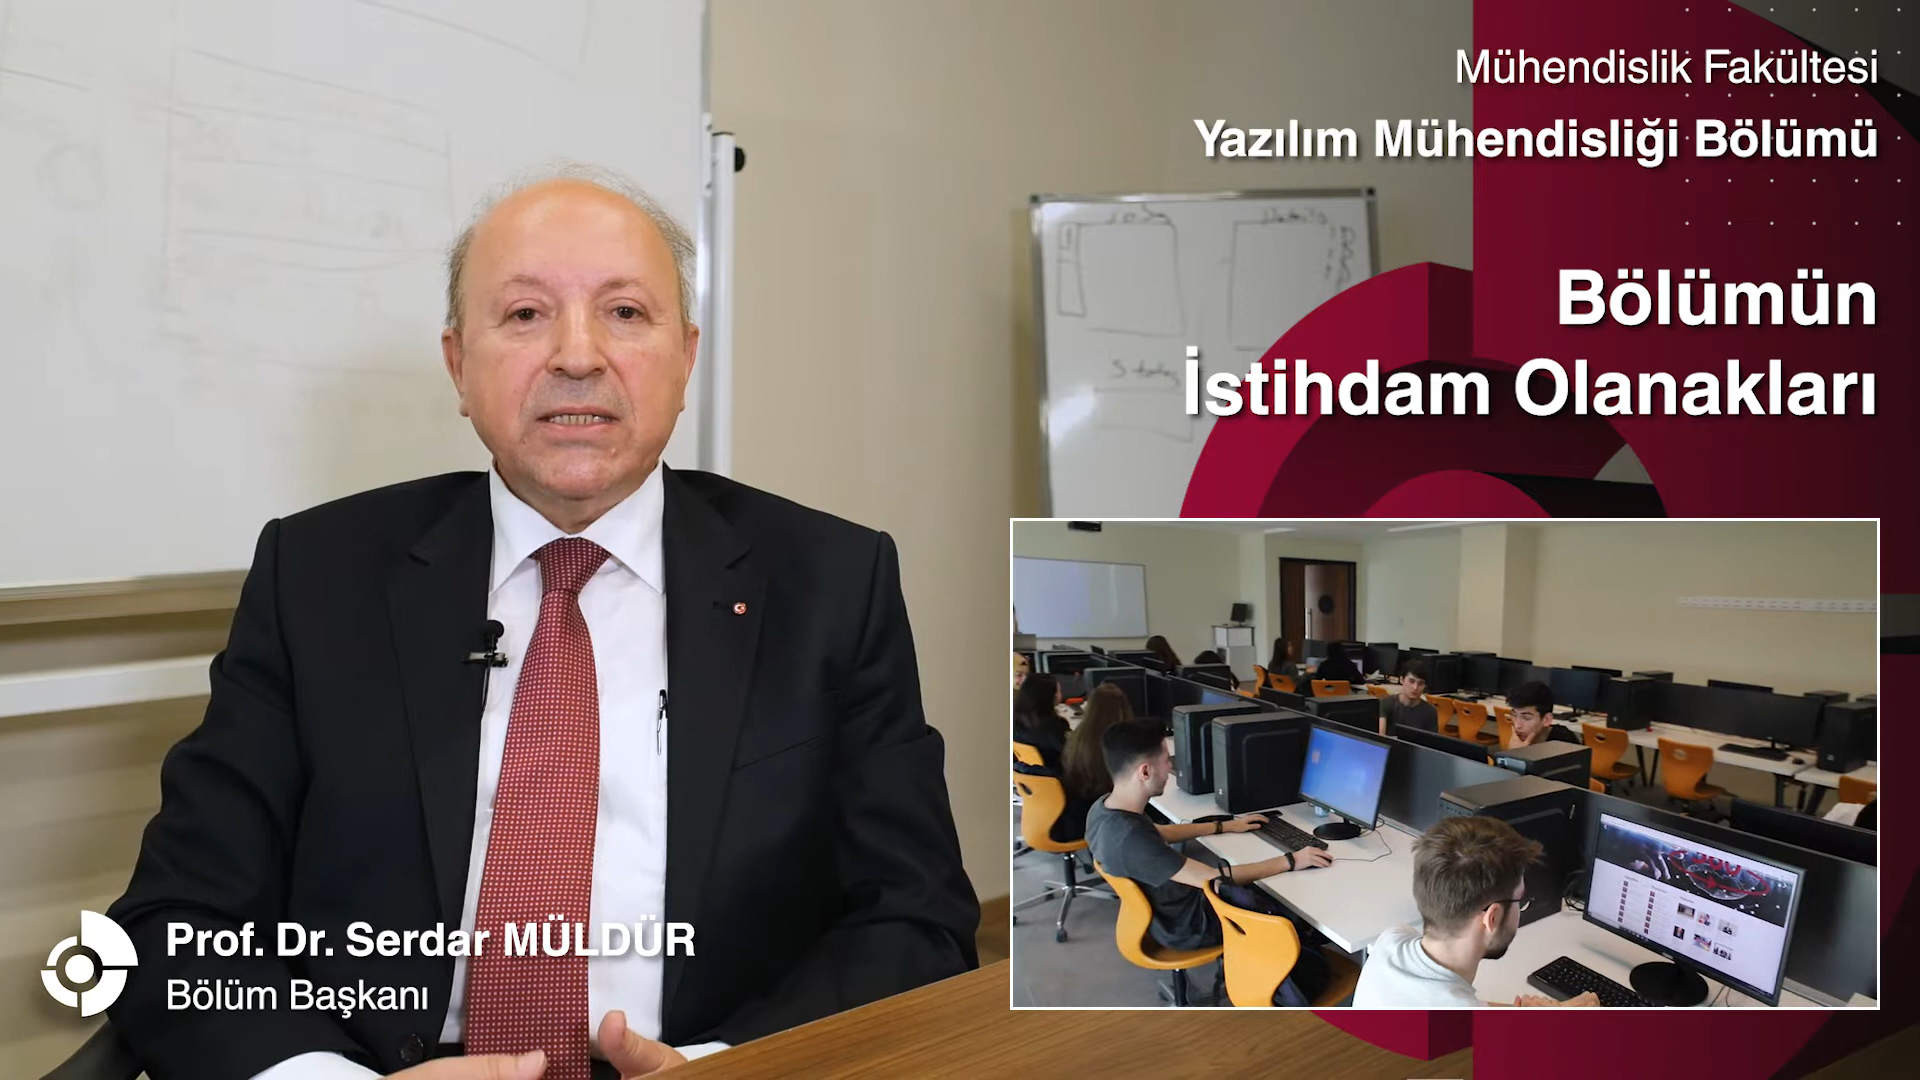 Mühendislik Fakültesi
Yazılım Mühendisliği Bölümü
Bölümün
İstihdam Olanakları
Prof. Dr. Serdar MÜLDÜR
Bölüm Başkanı